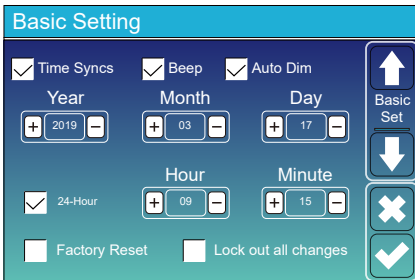 Basic Setting
Time Syncs Beep Auto Dim
Year Month Day
+ 2019 − + 03 − + 17 −
Basic
Set
Hour Minute
24-Hour + 09 − + 15 −
Factory Reset Lock out all changes